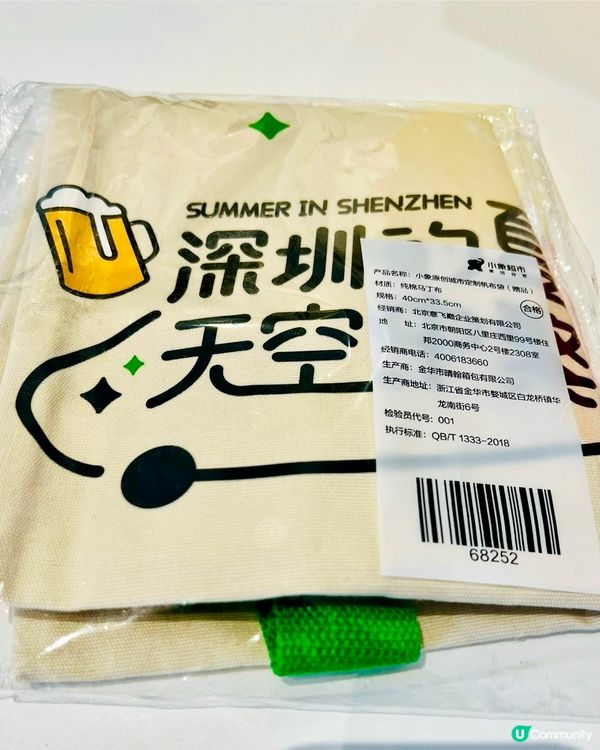 SUMMER IN SHENZHEN
深圳的夏
无空
小象超市
产品名称：小象原创城市定制帆布袋（赠品）
材质：纯棉马丁布
规格：40cm*33.5cm
合格
经销商：北京意飞飚企业策划有限公司
地 址：北京市朝阳区八里庄西里99号楼住
邦2000商务中心2号楼2308室
经销商电话：4006183660
生产商：金华市晴翰箱包有限公司
生产商地址：浙江省金华市婺城区白龙桥镇华
龙南街6号
检验员代号：001
执行标准：QB/T 1333-2018
68252
U Community